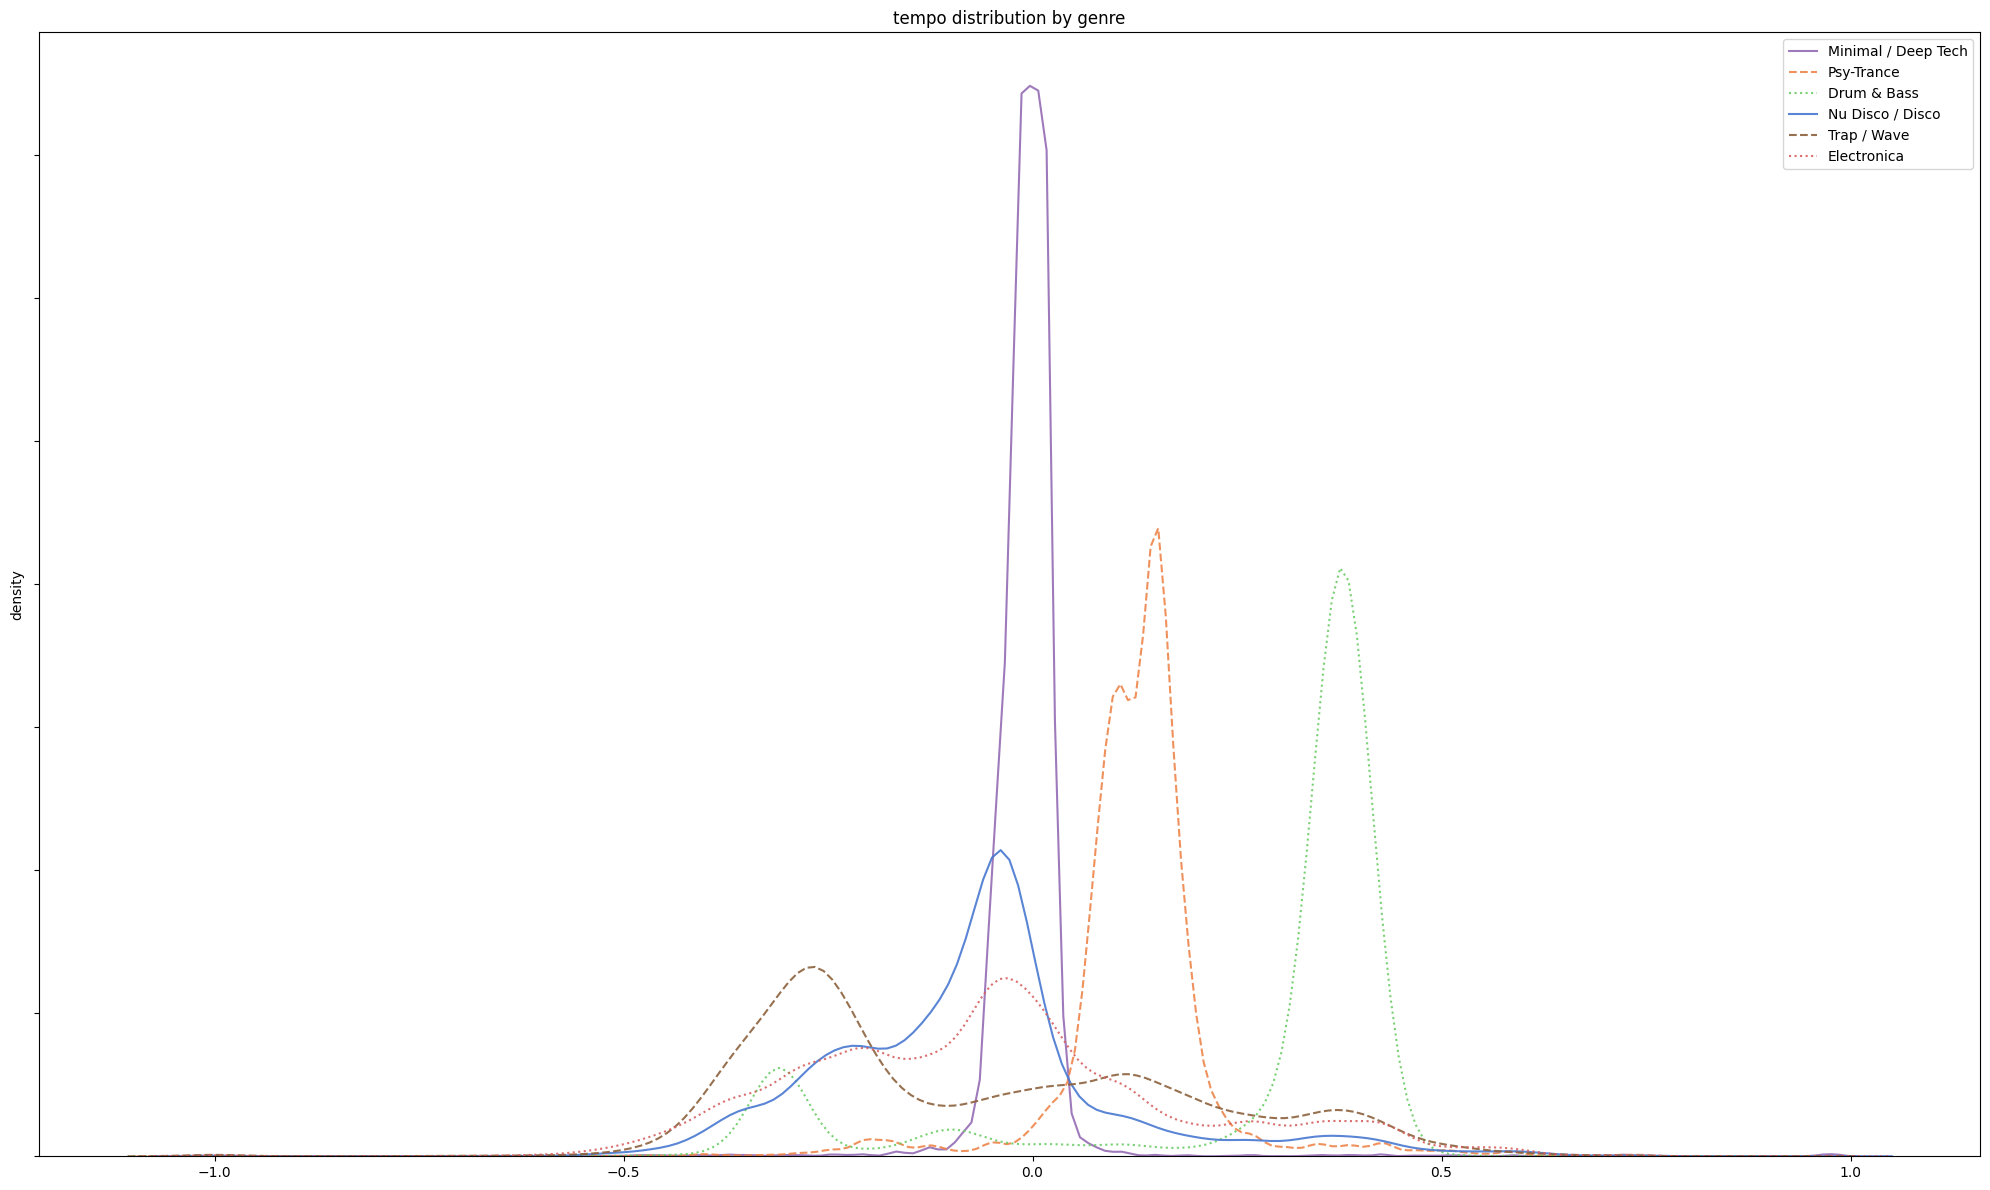 tempo distribution by genre
Minimal / Deep Tech
Psy-Trance
Drum & Bass
Nu Disco / Disco
Trap / Wave
Electronica
density
−1.0
−0.5
0.0
0.5
1.0